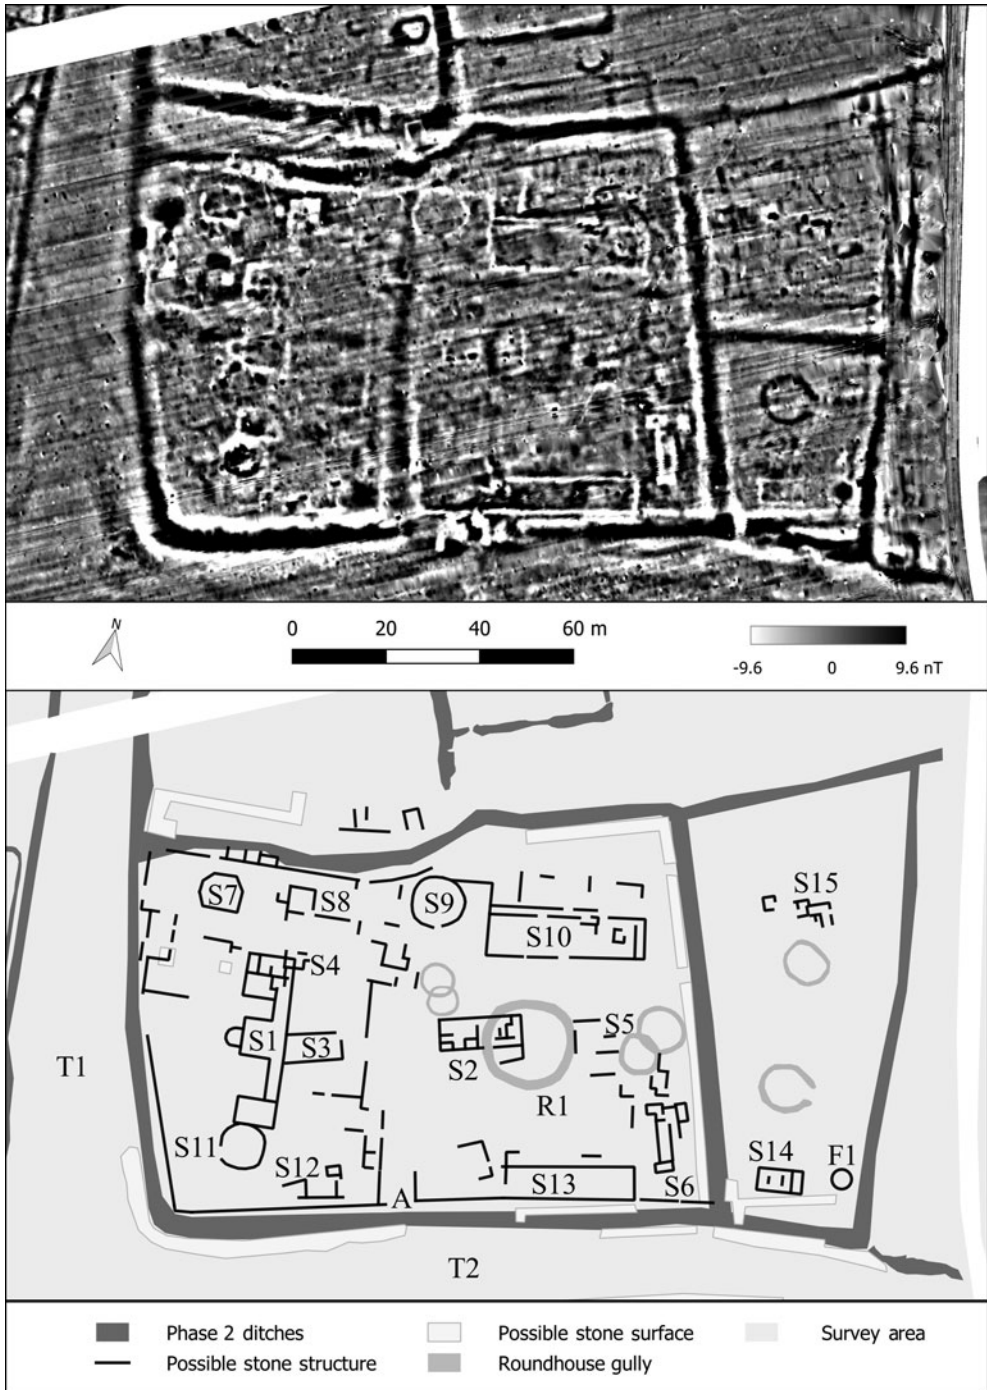 N
0 20 40 60 m
-9.6 0 9.6 nT
S7 S8 S9 S10 S15
S4
T1 S1 S3 S2 S5
R1
S11 S12 A S13 S6 S14 F1
T2
Phase 2 ditches Possible stone surface Survey area
Possible stone structure Roundhouse gully